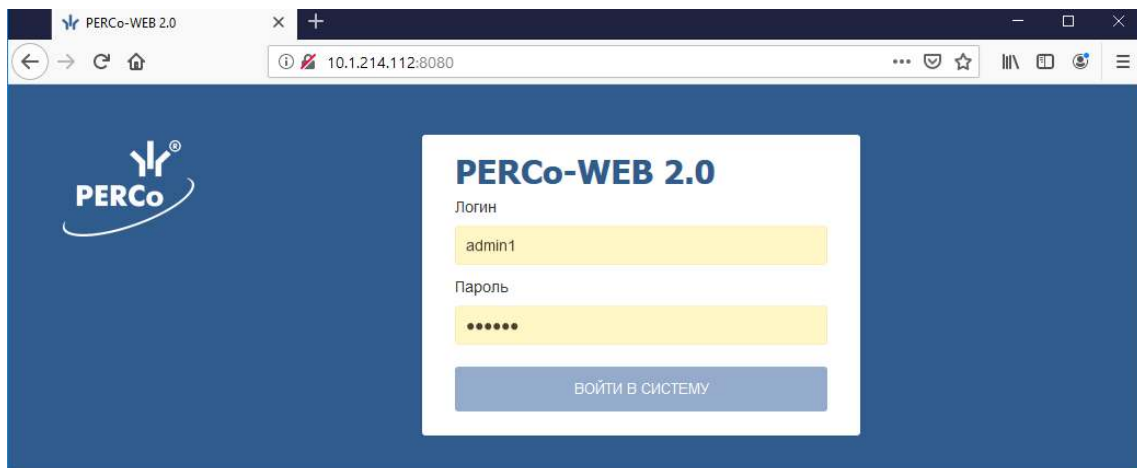 PERCo-WEB 2.0
10.1.214.112:8080
PERCo®
PERCo-WEB 2.0
Логин
admin1
Пароль
••••••
ВОЙТИ В СИСТЕМУ